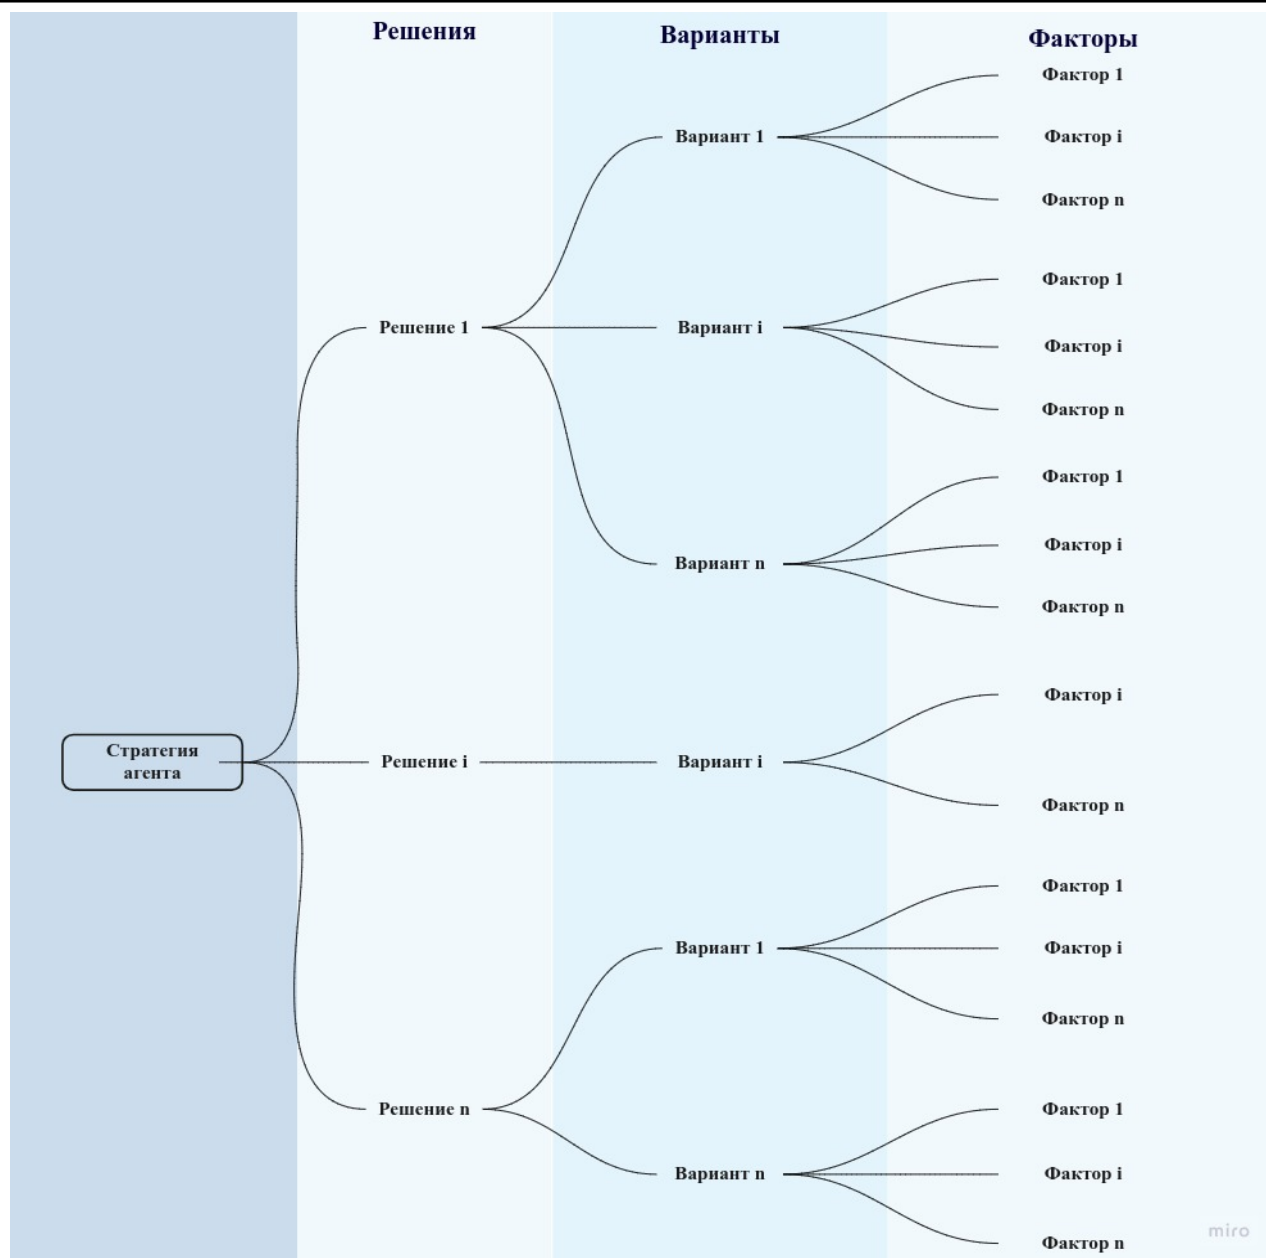 Решения
Варианты
Факторы
Фактор 1
Вариант 1
Фактор i
Фактор n
Фактор 1
Решение 1
Вариант i
Фактор i
Фактор n
Фактор 1
Фактор i
Вариант n
Фактор n
Фактор i
Стратегия
агента
Решение i
Вариант i
Фактор n
Фактор 1
Вариант 1
Фактор i
Фактор n
Решение n
Фактор 1
Вариант n
Фактор i
Фактор n
miro